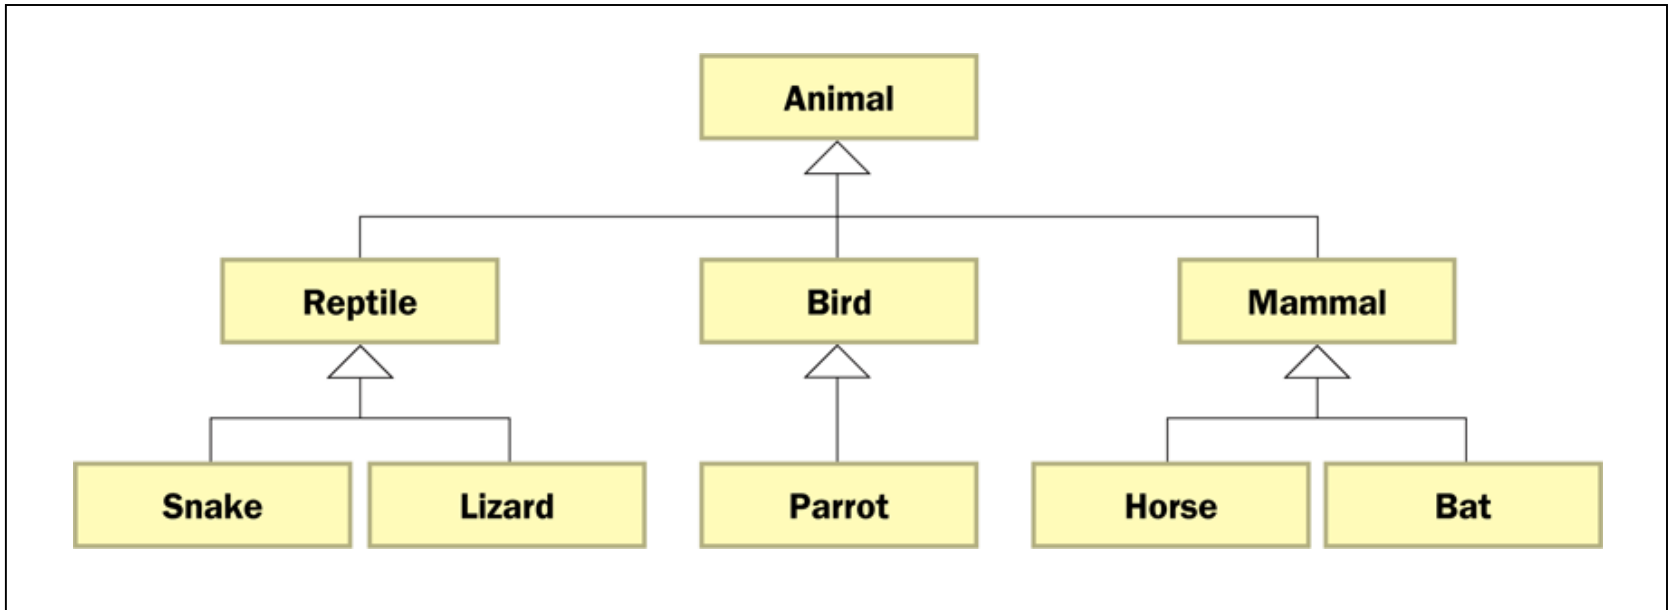 Animal
Reptile
Bird
Mammal
Snake
Lizard
Parrot
Horse
Bat